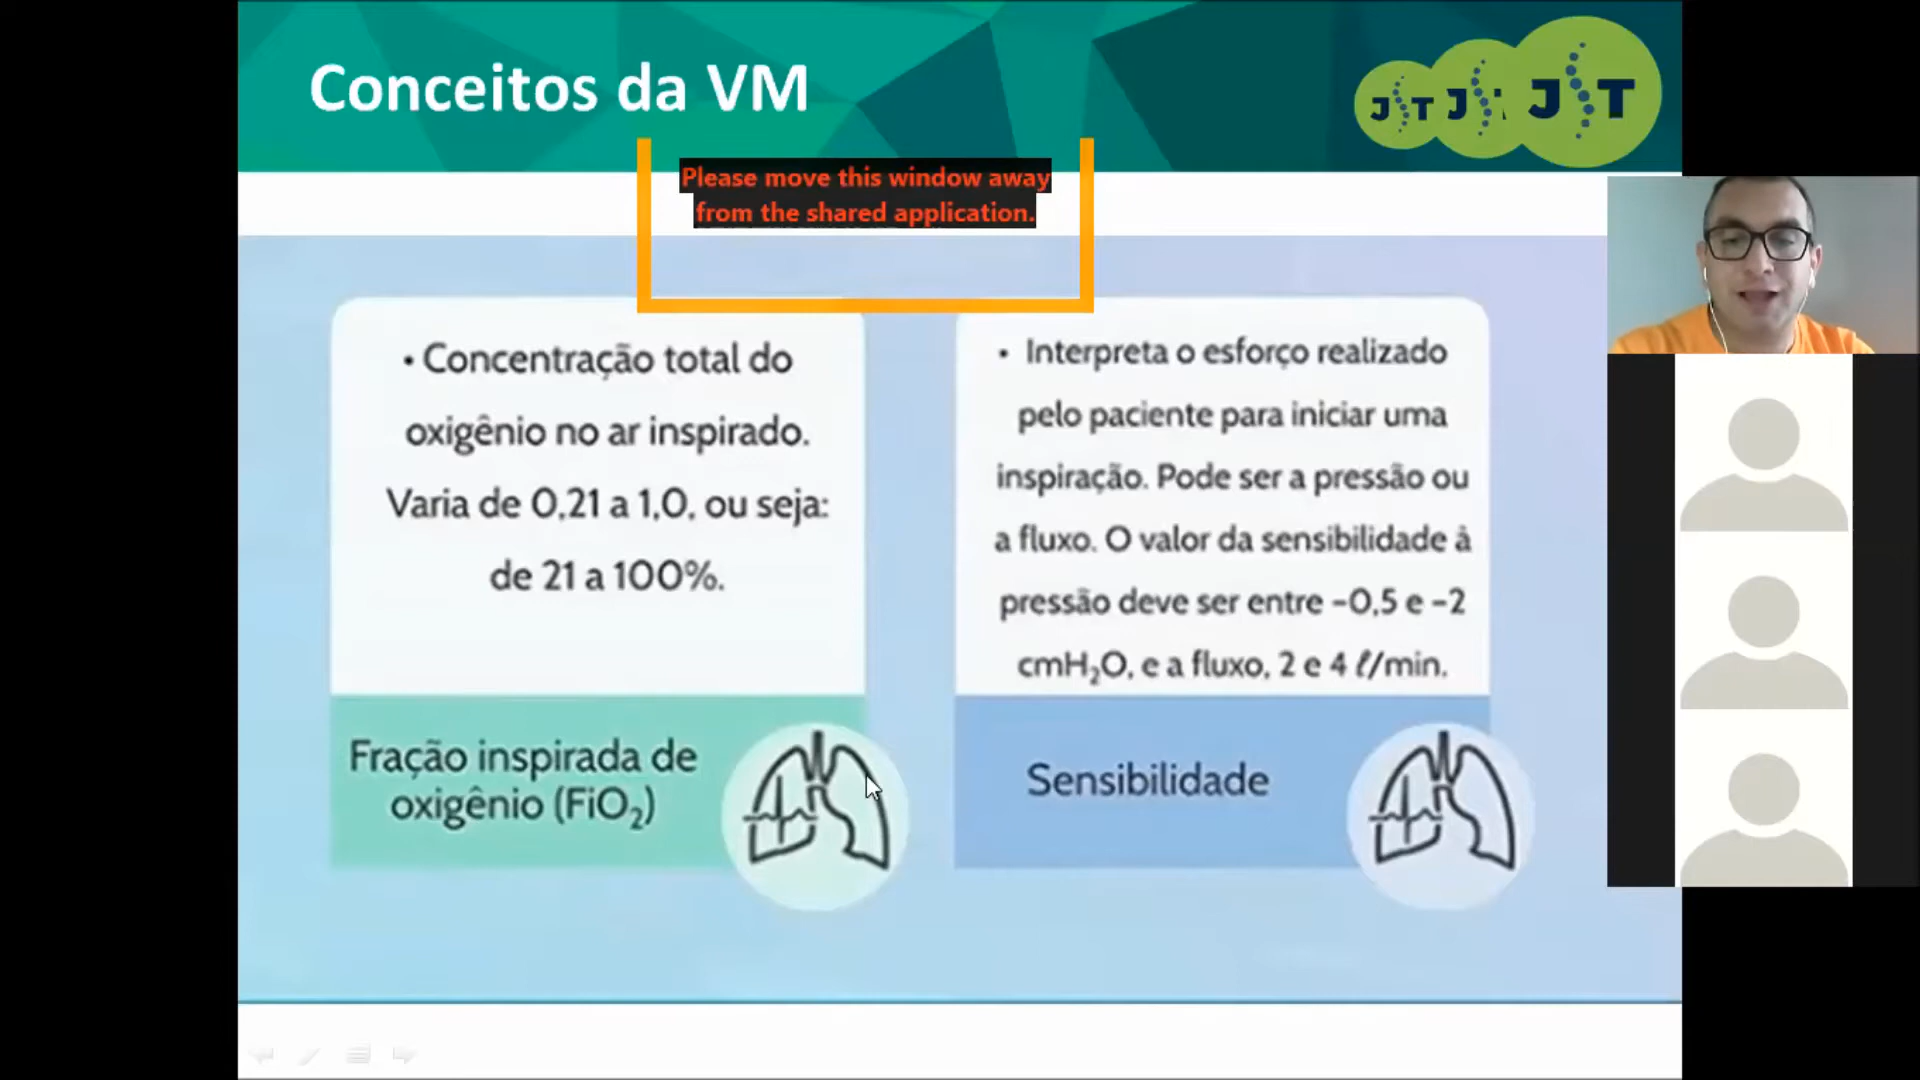 Conceitos da VM
JST JS JST
Please move this window away
from the shared application.
• Concentração total do
oxigênio no ar inspirado.
Varia de 0,21 a 1,0, ou seja:
de 21 a 100%.
Fração inspirada de
oxigênio (FiO₂)
• Interpreta o esforço realizado
pelo paciente para iniciar uma
inspiração. Pode ser a pressão ou
a fluxo. O valor da sensibilidade à
pressão deve ser entre –0,5 e –2
cmH₂O, e a fluxo, 2 e 4 ℓ/min.
Sensibilidade